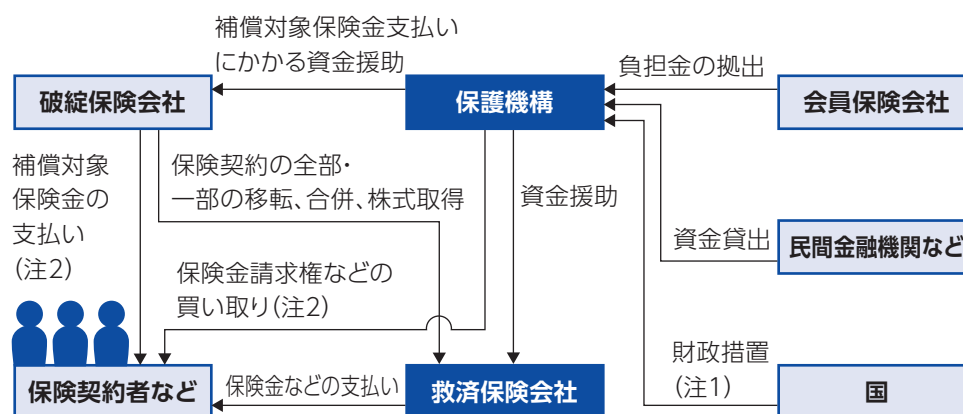 補償対象保険金支払い
にかかる資金援助
負担金の拠出
破綻保険会社
保護機構
会員保険会社
補償対象
保険金の
支払い
(注2)
保険契約の全部・
一部の移転、合併、株式取得
資金援助
資金貸出
民間金融機関など
保険金請求権などの
買い取り(注2)
財政措置
(注1)
保険契約者など
保険金などの支払い
救済保険会社
国